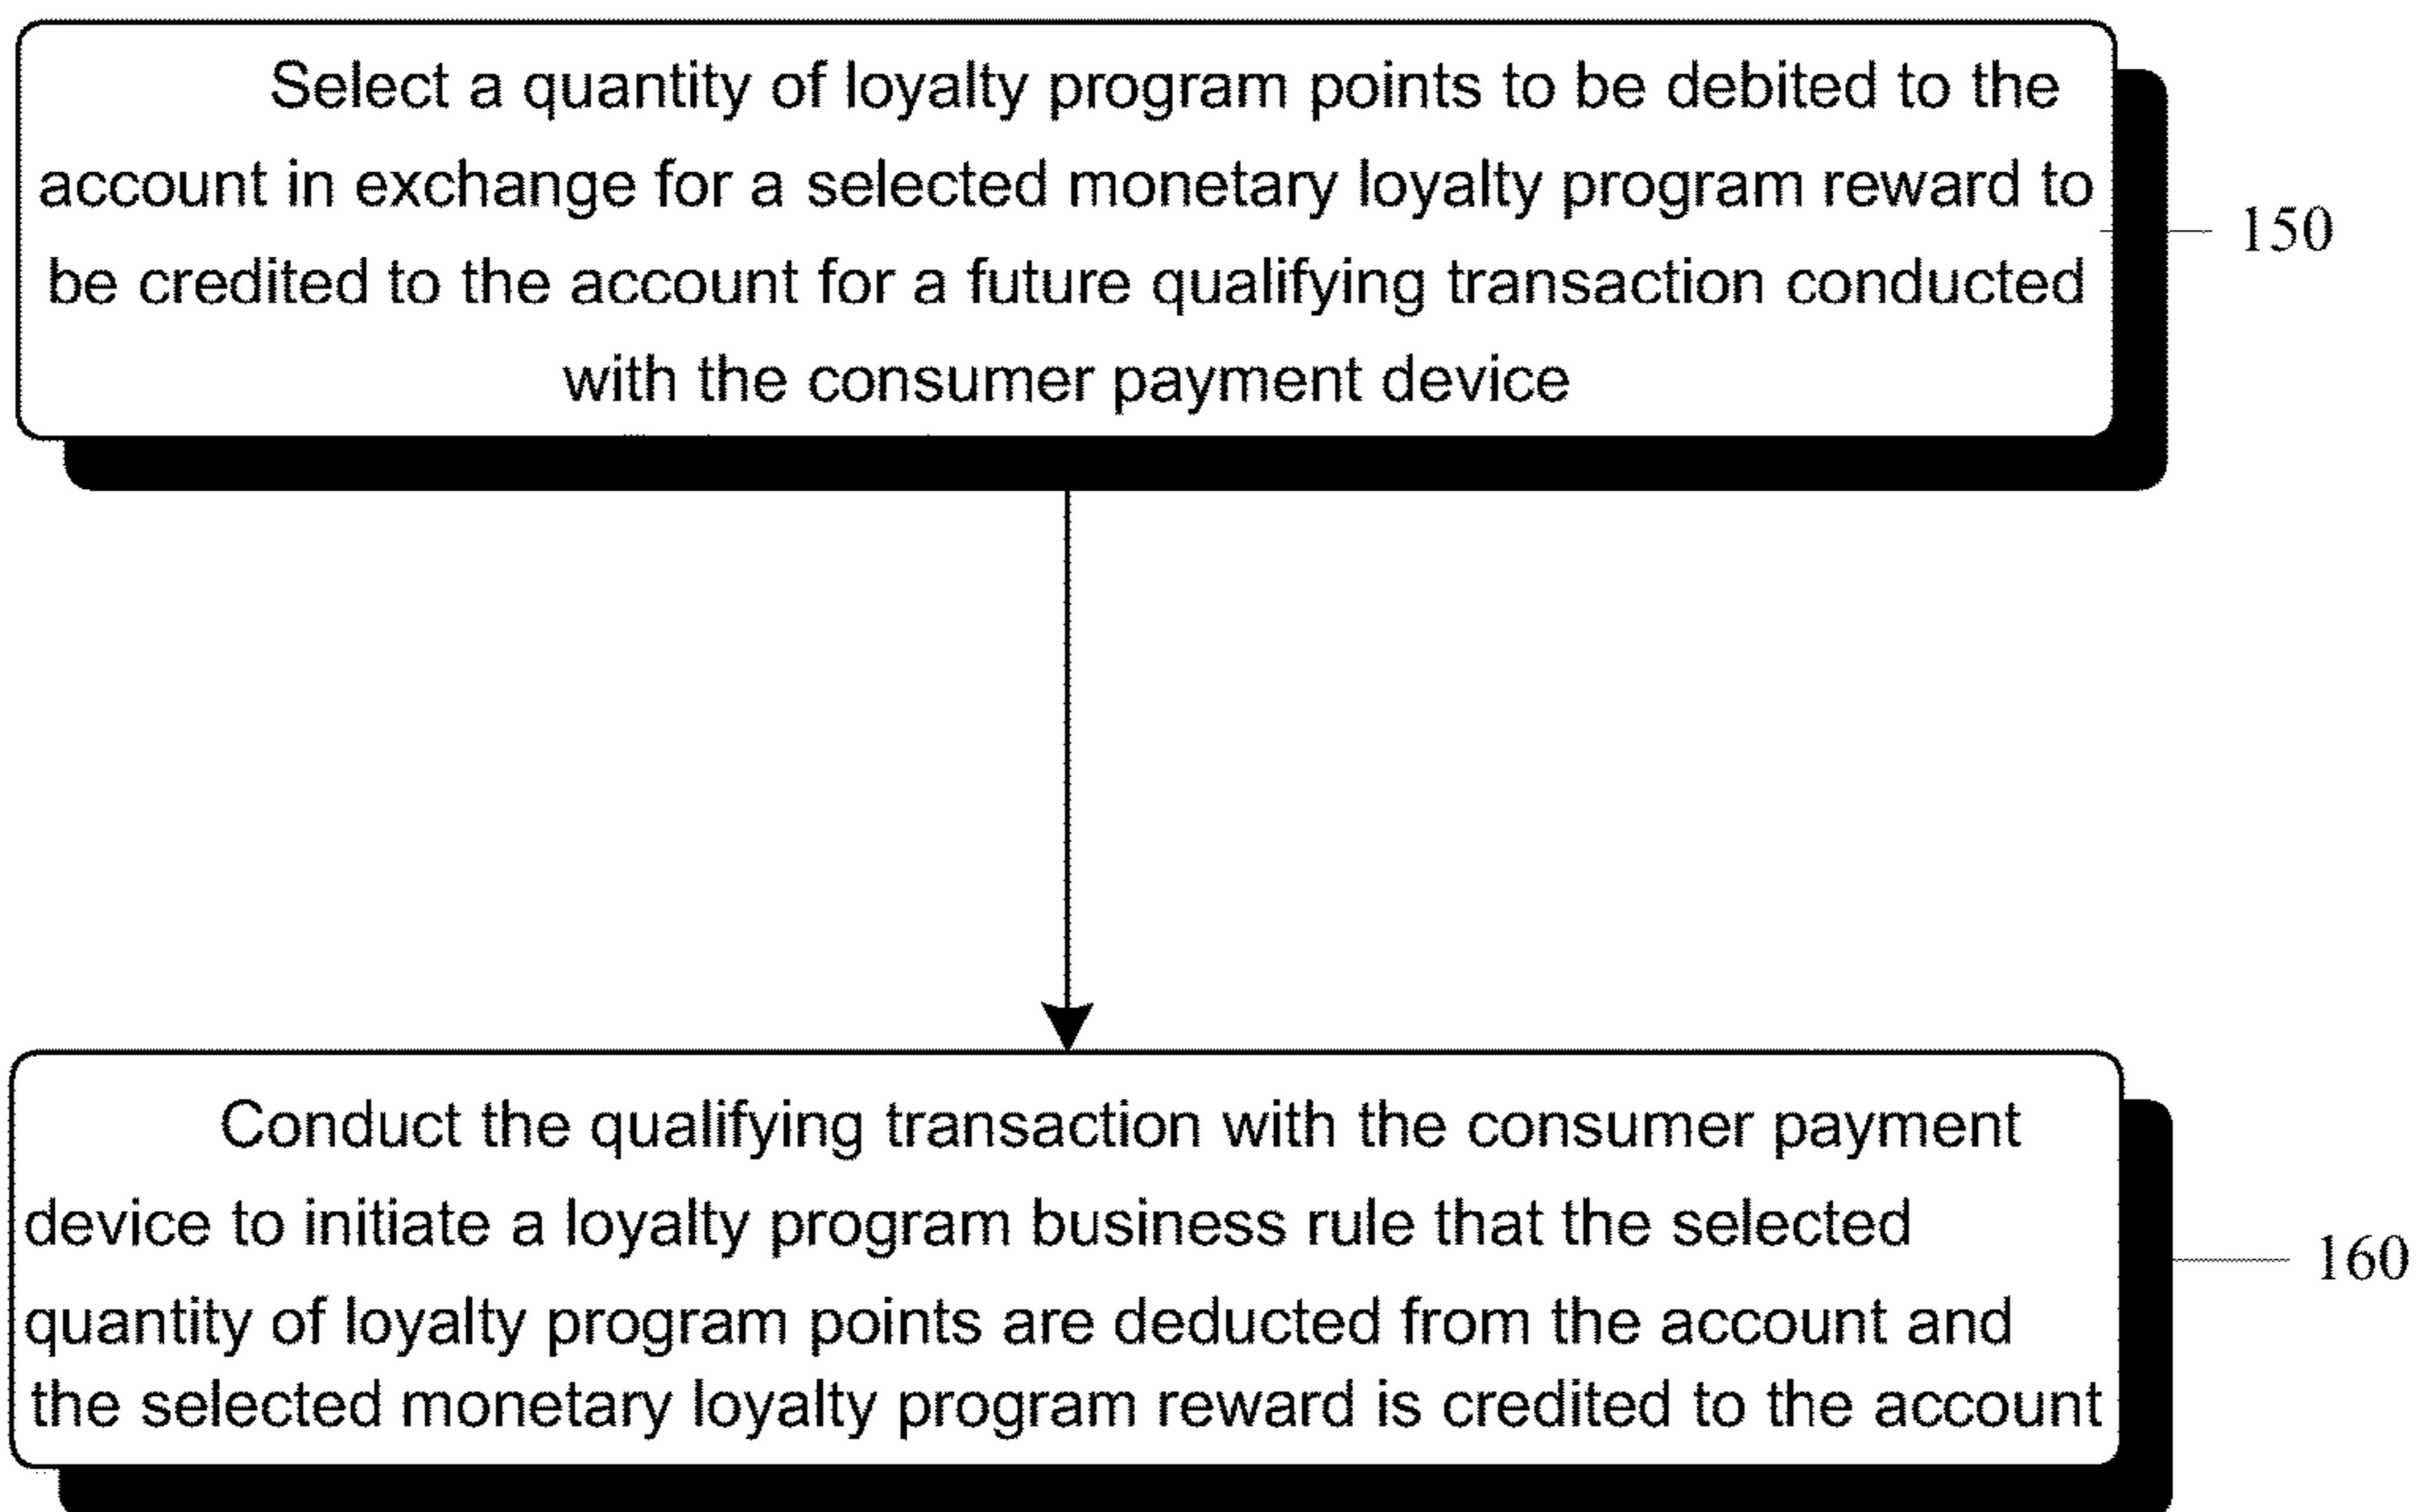 Select a quantity of loyalty program points to be debited to the
account in exchange for a selected monetary loyalty program reward to
be credited to the account for a future qualifying transaction conducted
with the consumer payment device
150
Conduct the qualifying transaction with the consumer payment
device to initiate a loyalty program business rule that the selected
quantity of loyalty program points are deducted from the account and
the selected monetary loyalty program reward is credited to the account
160